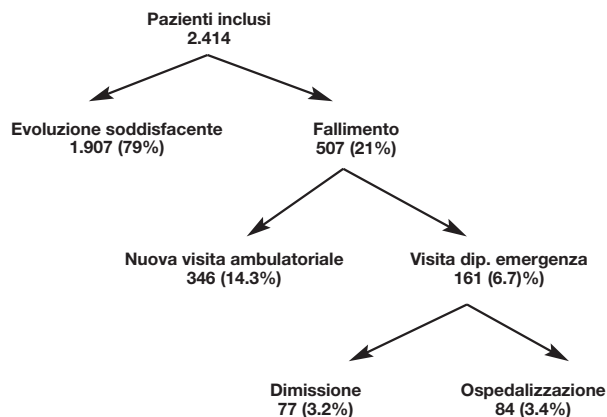 Pazienti inclusi
2.414
Evoluzione soddisfacente
1.907 (79%)
Fallimento
507 (21%)
Nuova visita ambulatoriale
346 (14.3%)
Visita dip. emergenza
161 (6.7)%)
Dimissione
77 (3.2%)
Ospedalizzazione
84 (3.4%)